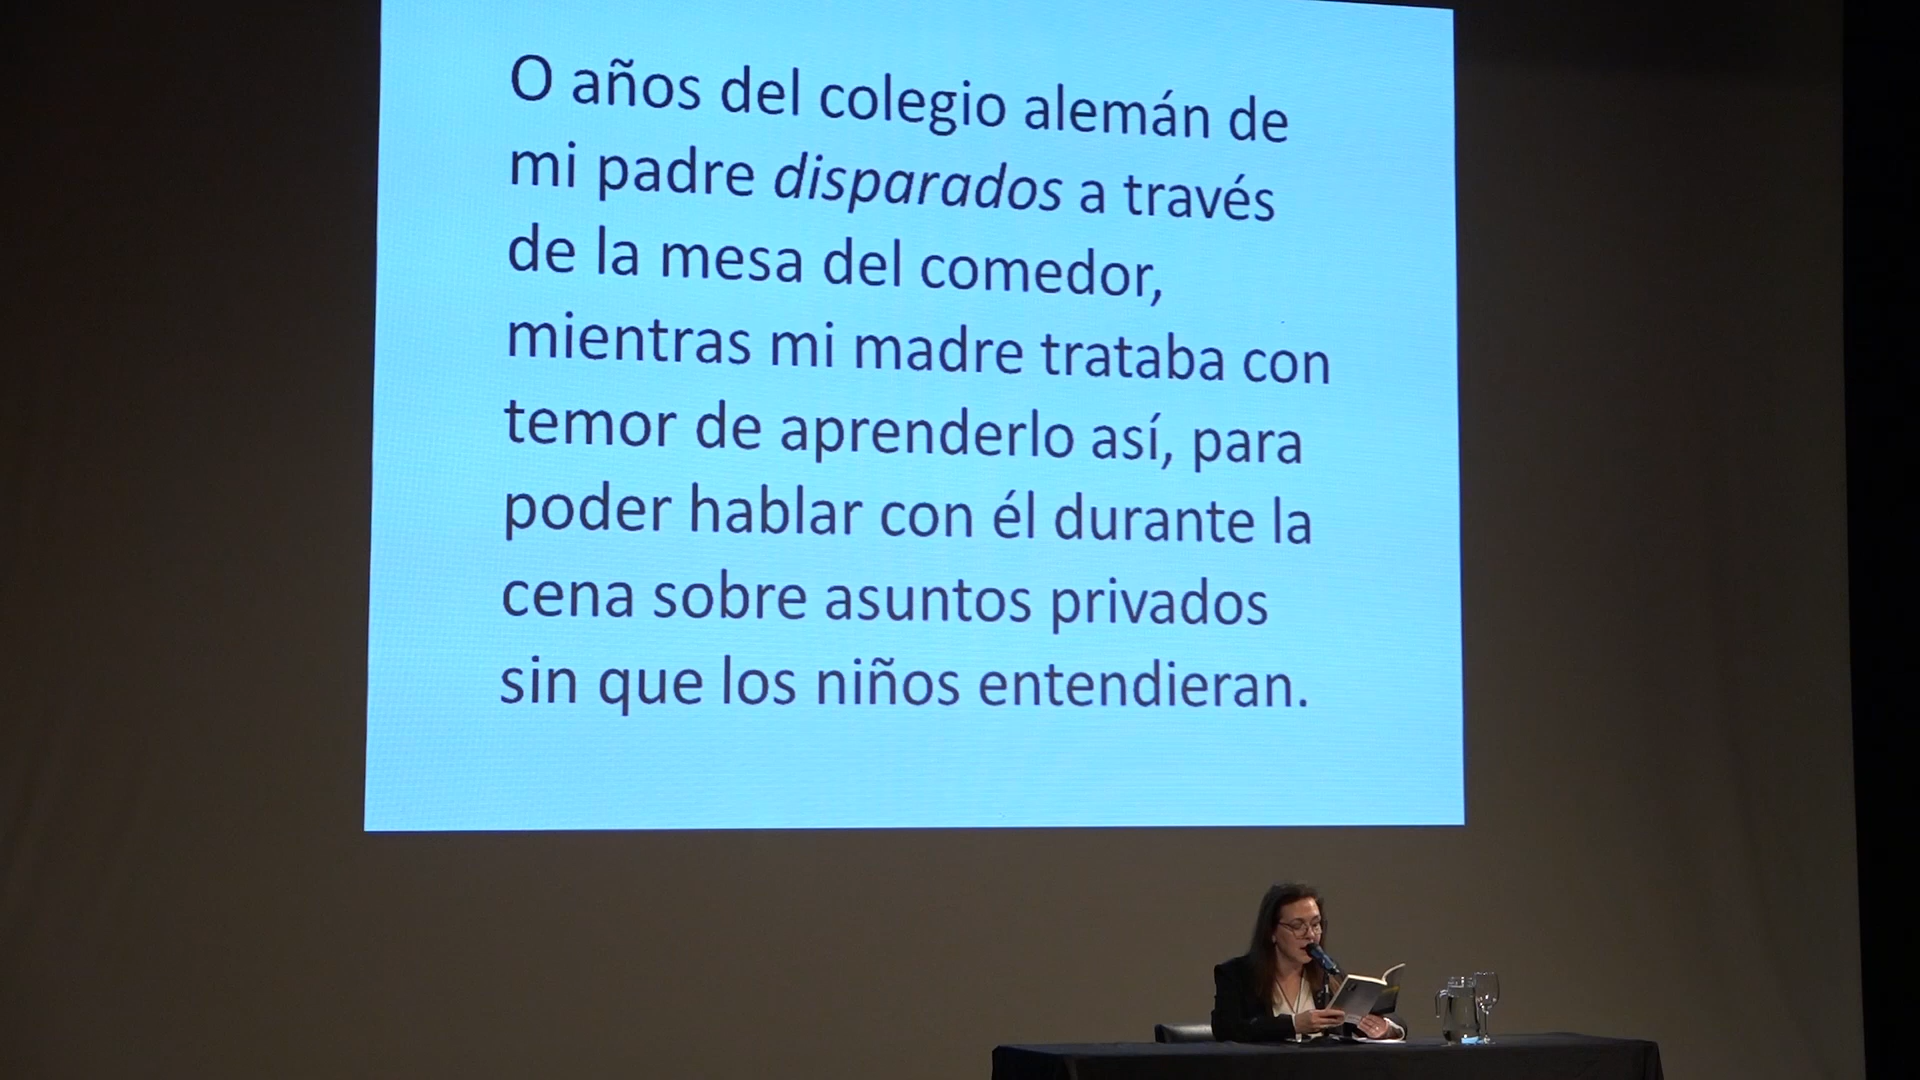 O años del colegio alemán de
mi padre disparados a través
de la mesa del comedor,
mientras mi madre trataba con
temor de aprenderlo así, para
poder hablar con él durante la
cena sobre asuntos privados
sin que los niños entendieran.